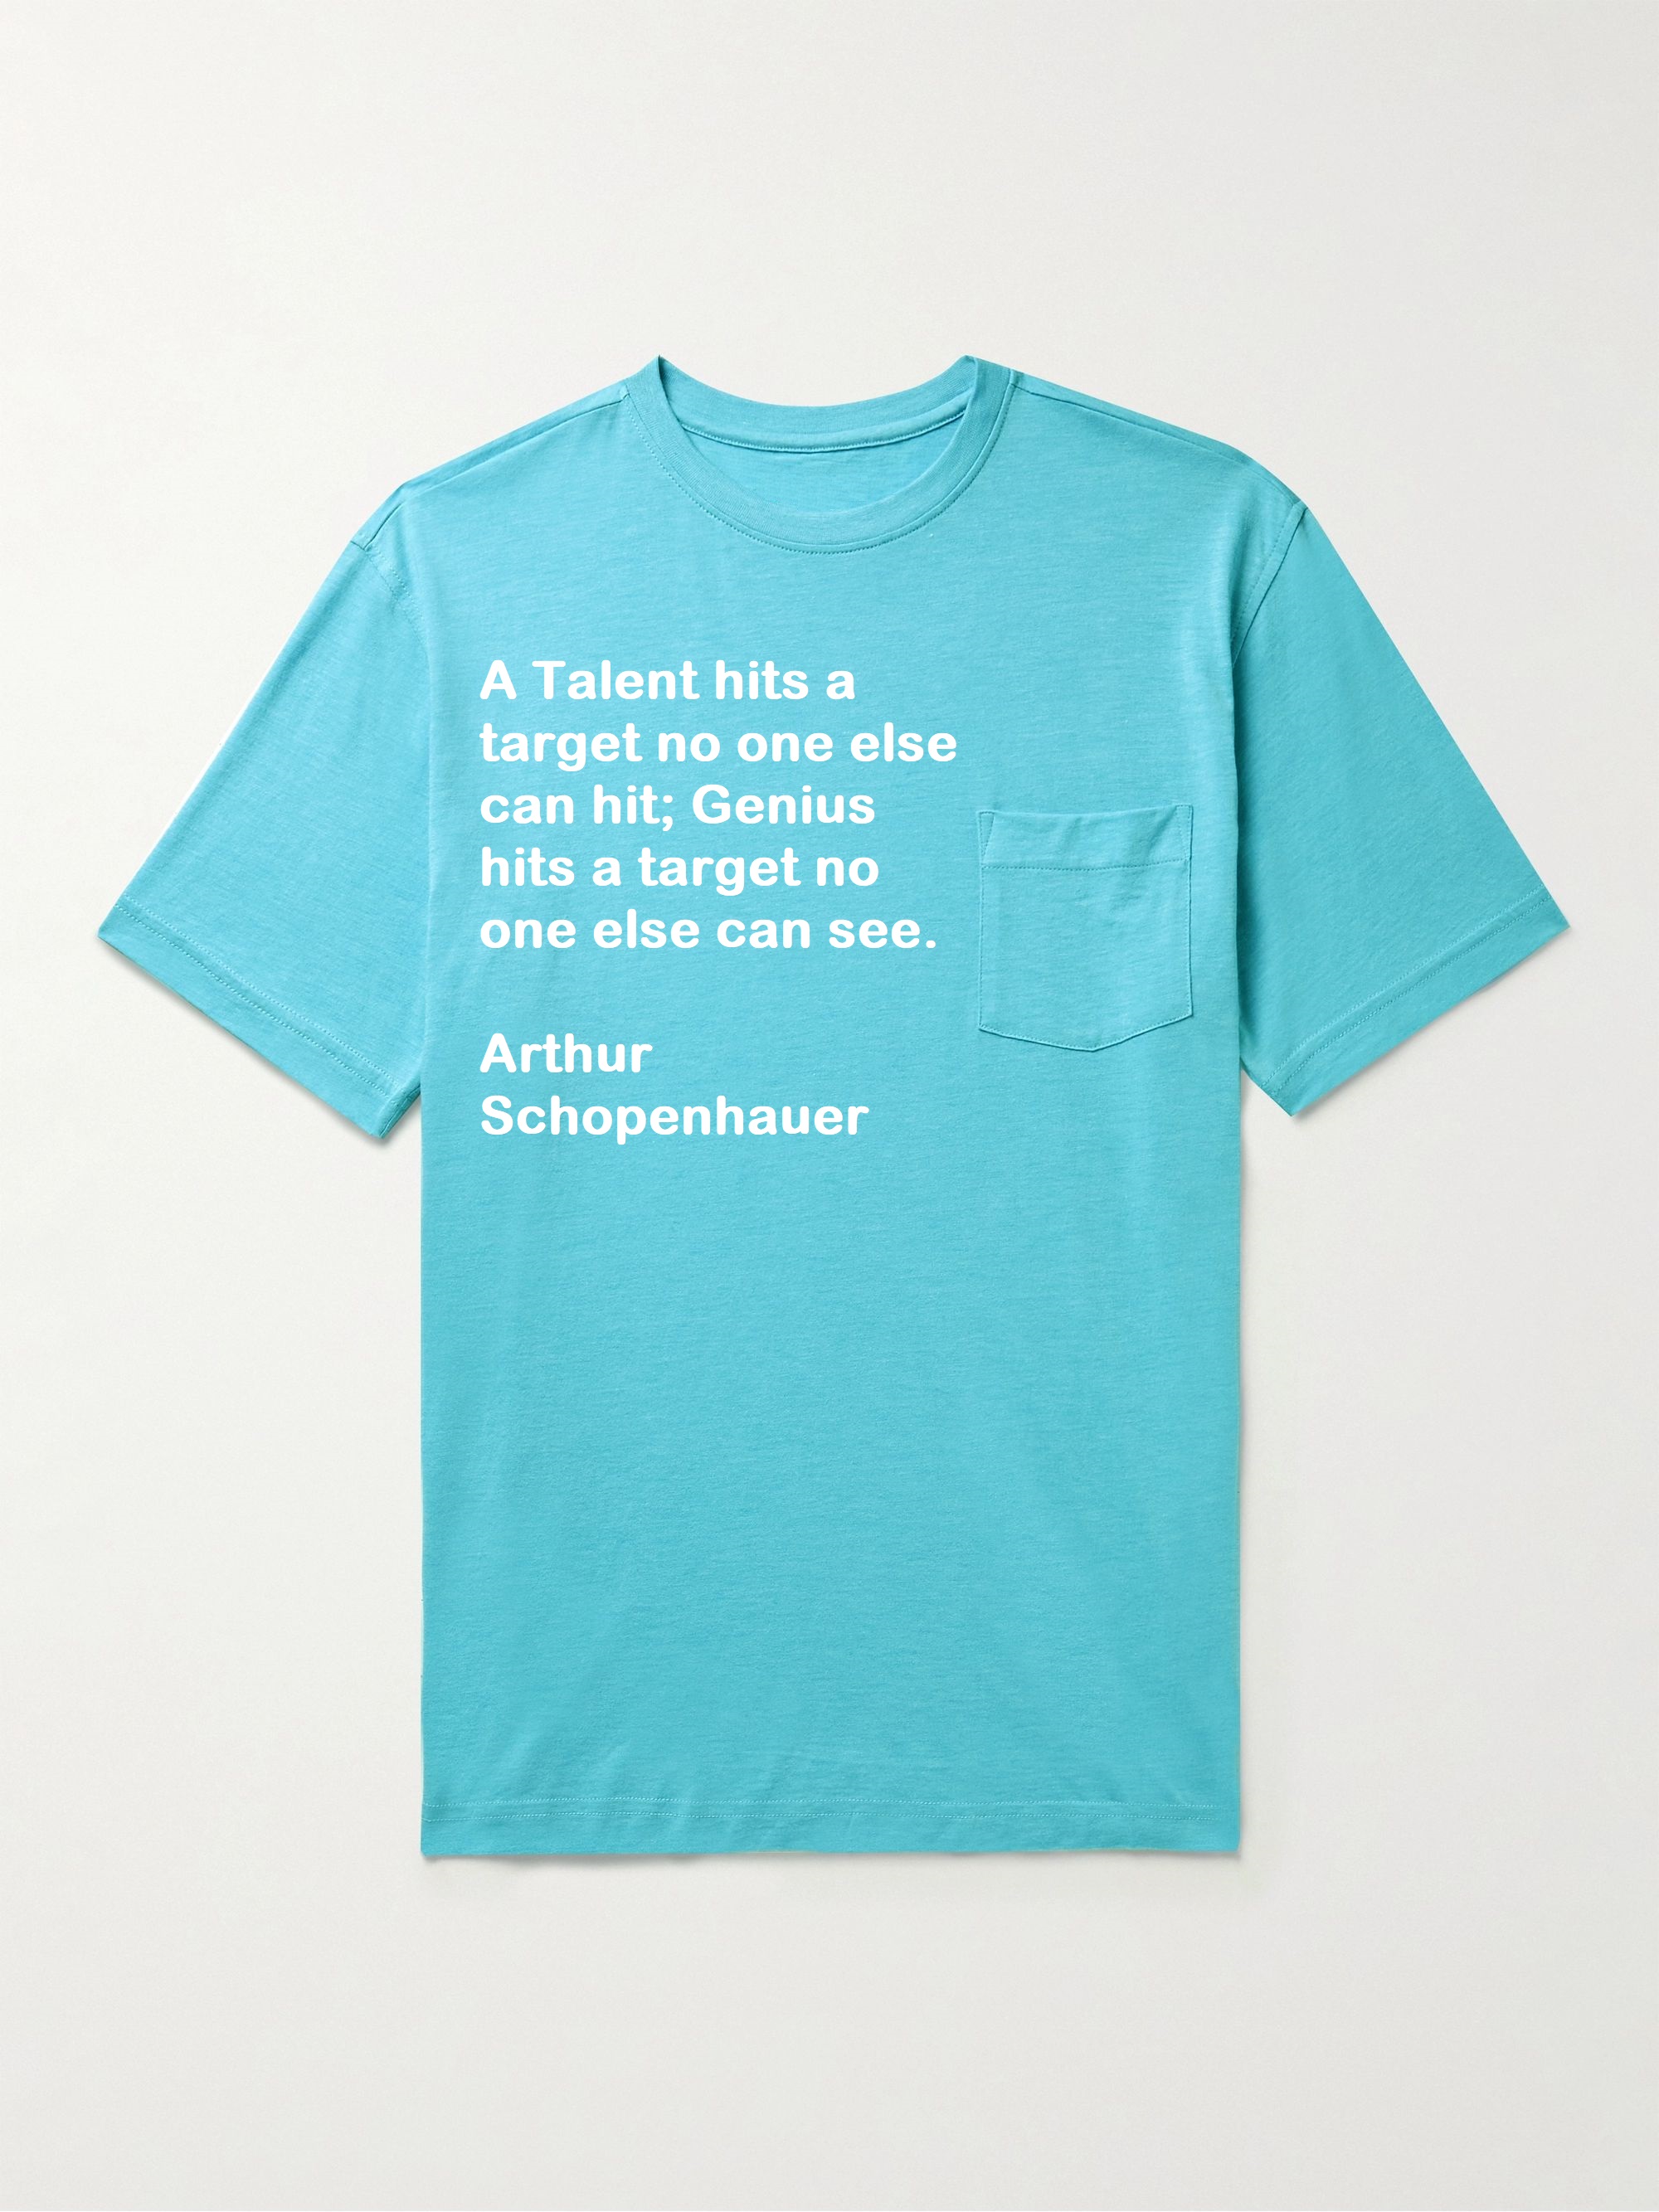 A Talent hits a
target no one else
can hit; Genius
hits a target no
one else can see.
Arthur
Schopenhauer